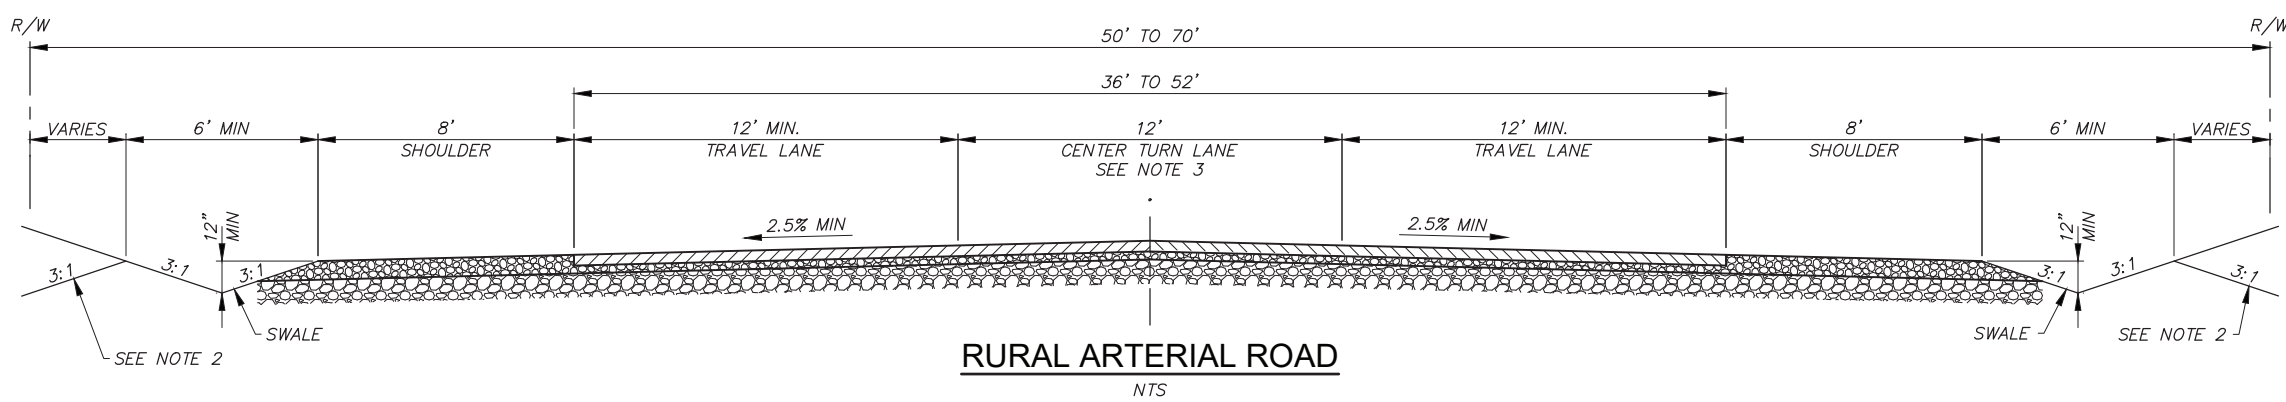 R/W
R/W
50' TO 70'
36' TO 52'
VARIES
6' MIN
8'
12' MIN.
12'
12' MIN.
8'
6' MIN
VARIES
SHOULDER
TRAVEL LANE
CENTER TURN LANE
TRAVEL LANE
SHOULDER
SEE NOTE 3
12"
MIN
2.5% MIN
2.5% MIN
12"
MIN
3:1
3:1
3:1
3:1
3:1
3:1
SWALE
SWALE
SEE NOTE 2
SEE NOTE 2
RURAL ARTERIAL ROAD
NTS